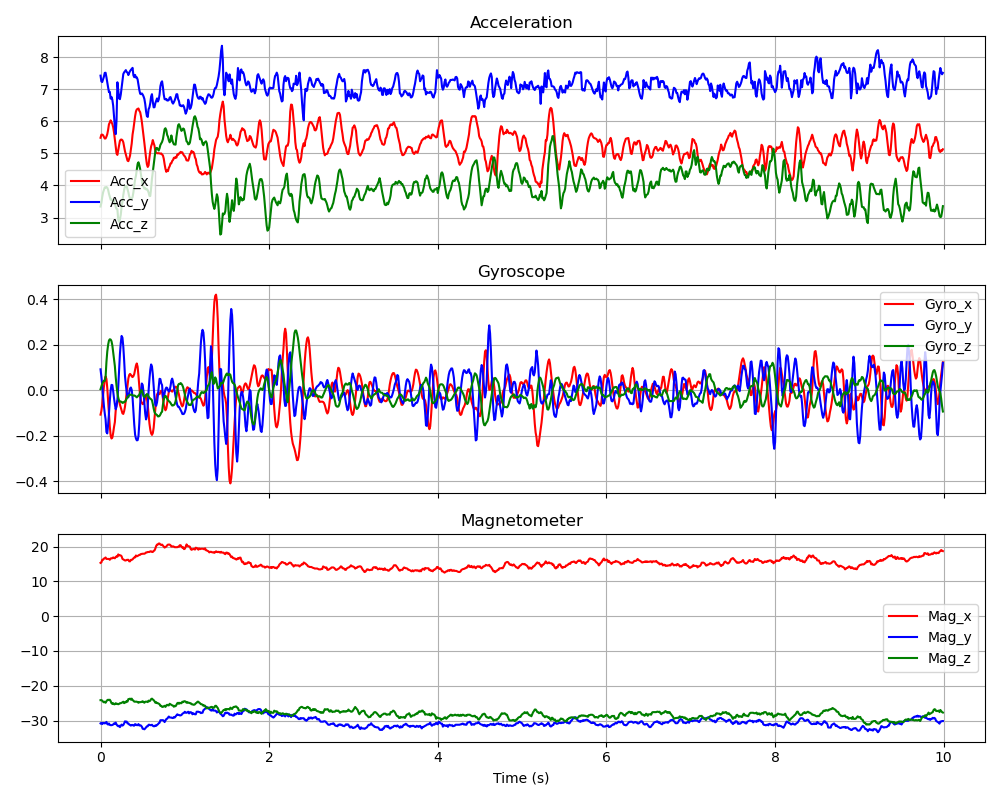 Acceleration
8
7
6
5
4
3
Acc_x
Acc_y
Acc_z
Gyroscope
0.4
0.2
0.0
−0.2
−0.4
Gyro_x
Gyro_y
Gyro_z
Magnetometer
20
10
0
−10
−20
−30
Mag_x
Mag_y
Mag_z
0 2 4 6 8 10
Time (s)